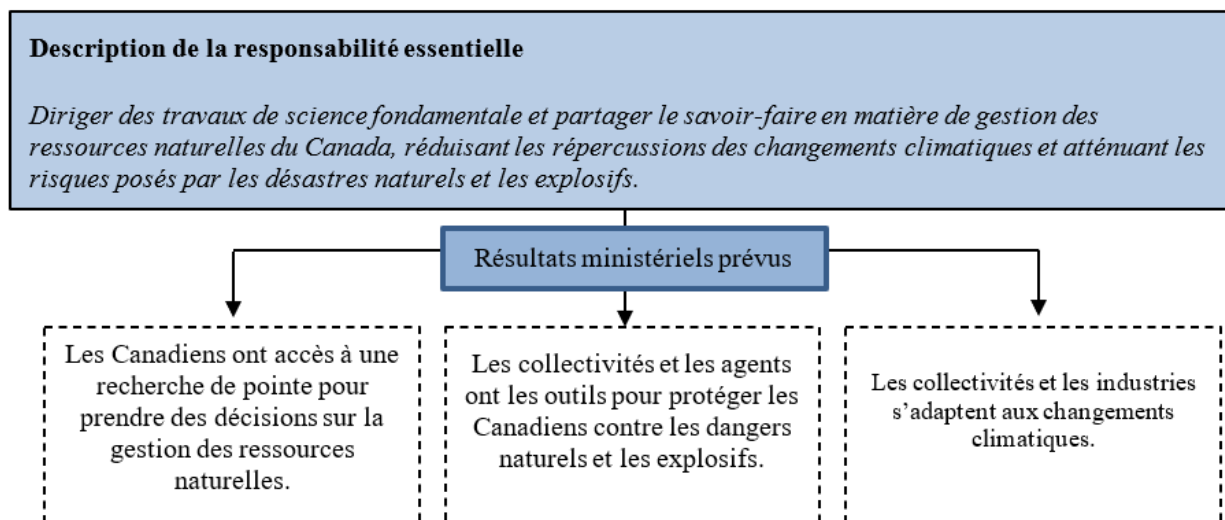 Description de la responsabilité essentielle
Diriger des travaux de science fondamentale et partager le savoir-faire en matière de gestion des
ressources naturelles du Canada, réduisant les répercussions des changements climatiques et atténuant les
risques posés par les désastres naturels et les explosifs.
Résultats ministériels prévus
Les Canadiens ont accès à une
recherche de pointe pour
prendre des décisions sur la
gestion des ressources
naturelles.
Les collectivités et les agents
ont les outils pour protéger les
Canadiens contre les dangers
naturels et les explosifs.
Les collectivités et les industries
s’adaptent aux changements
climatiques.